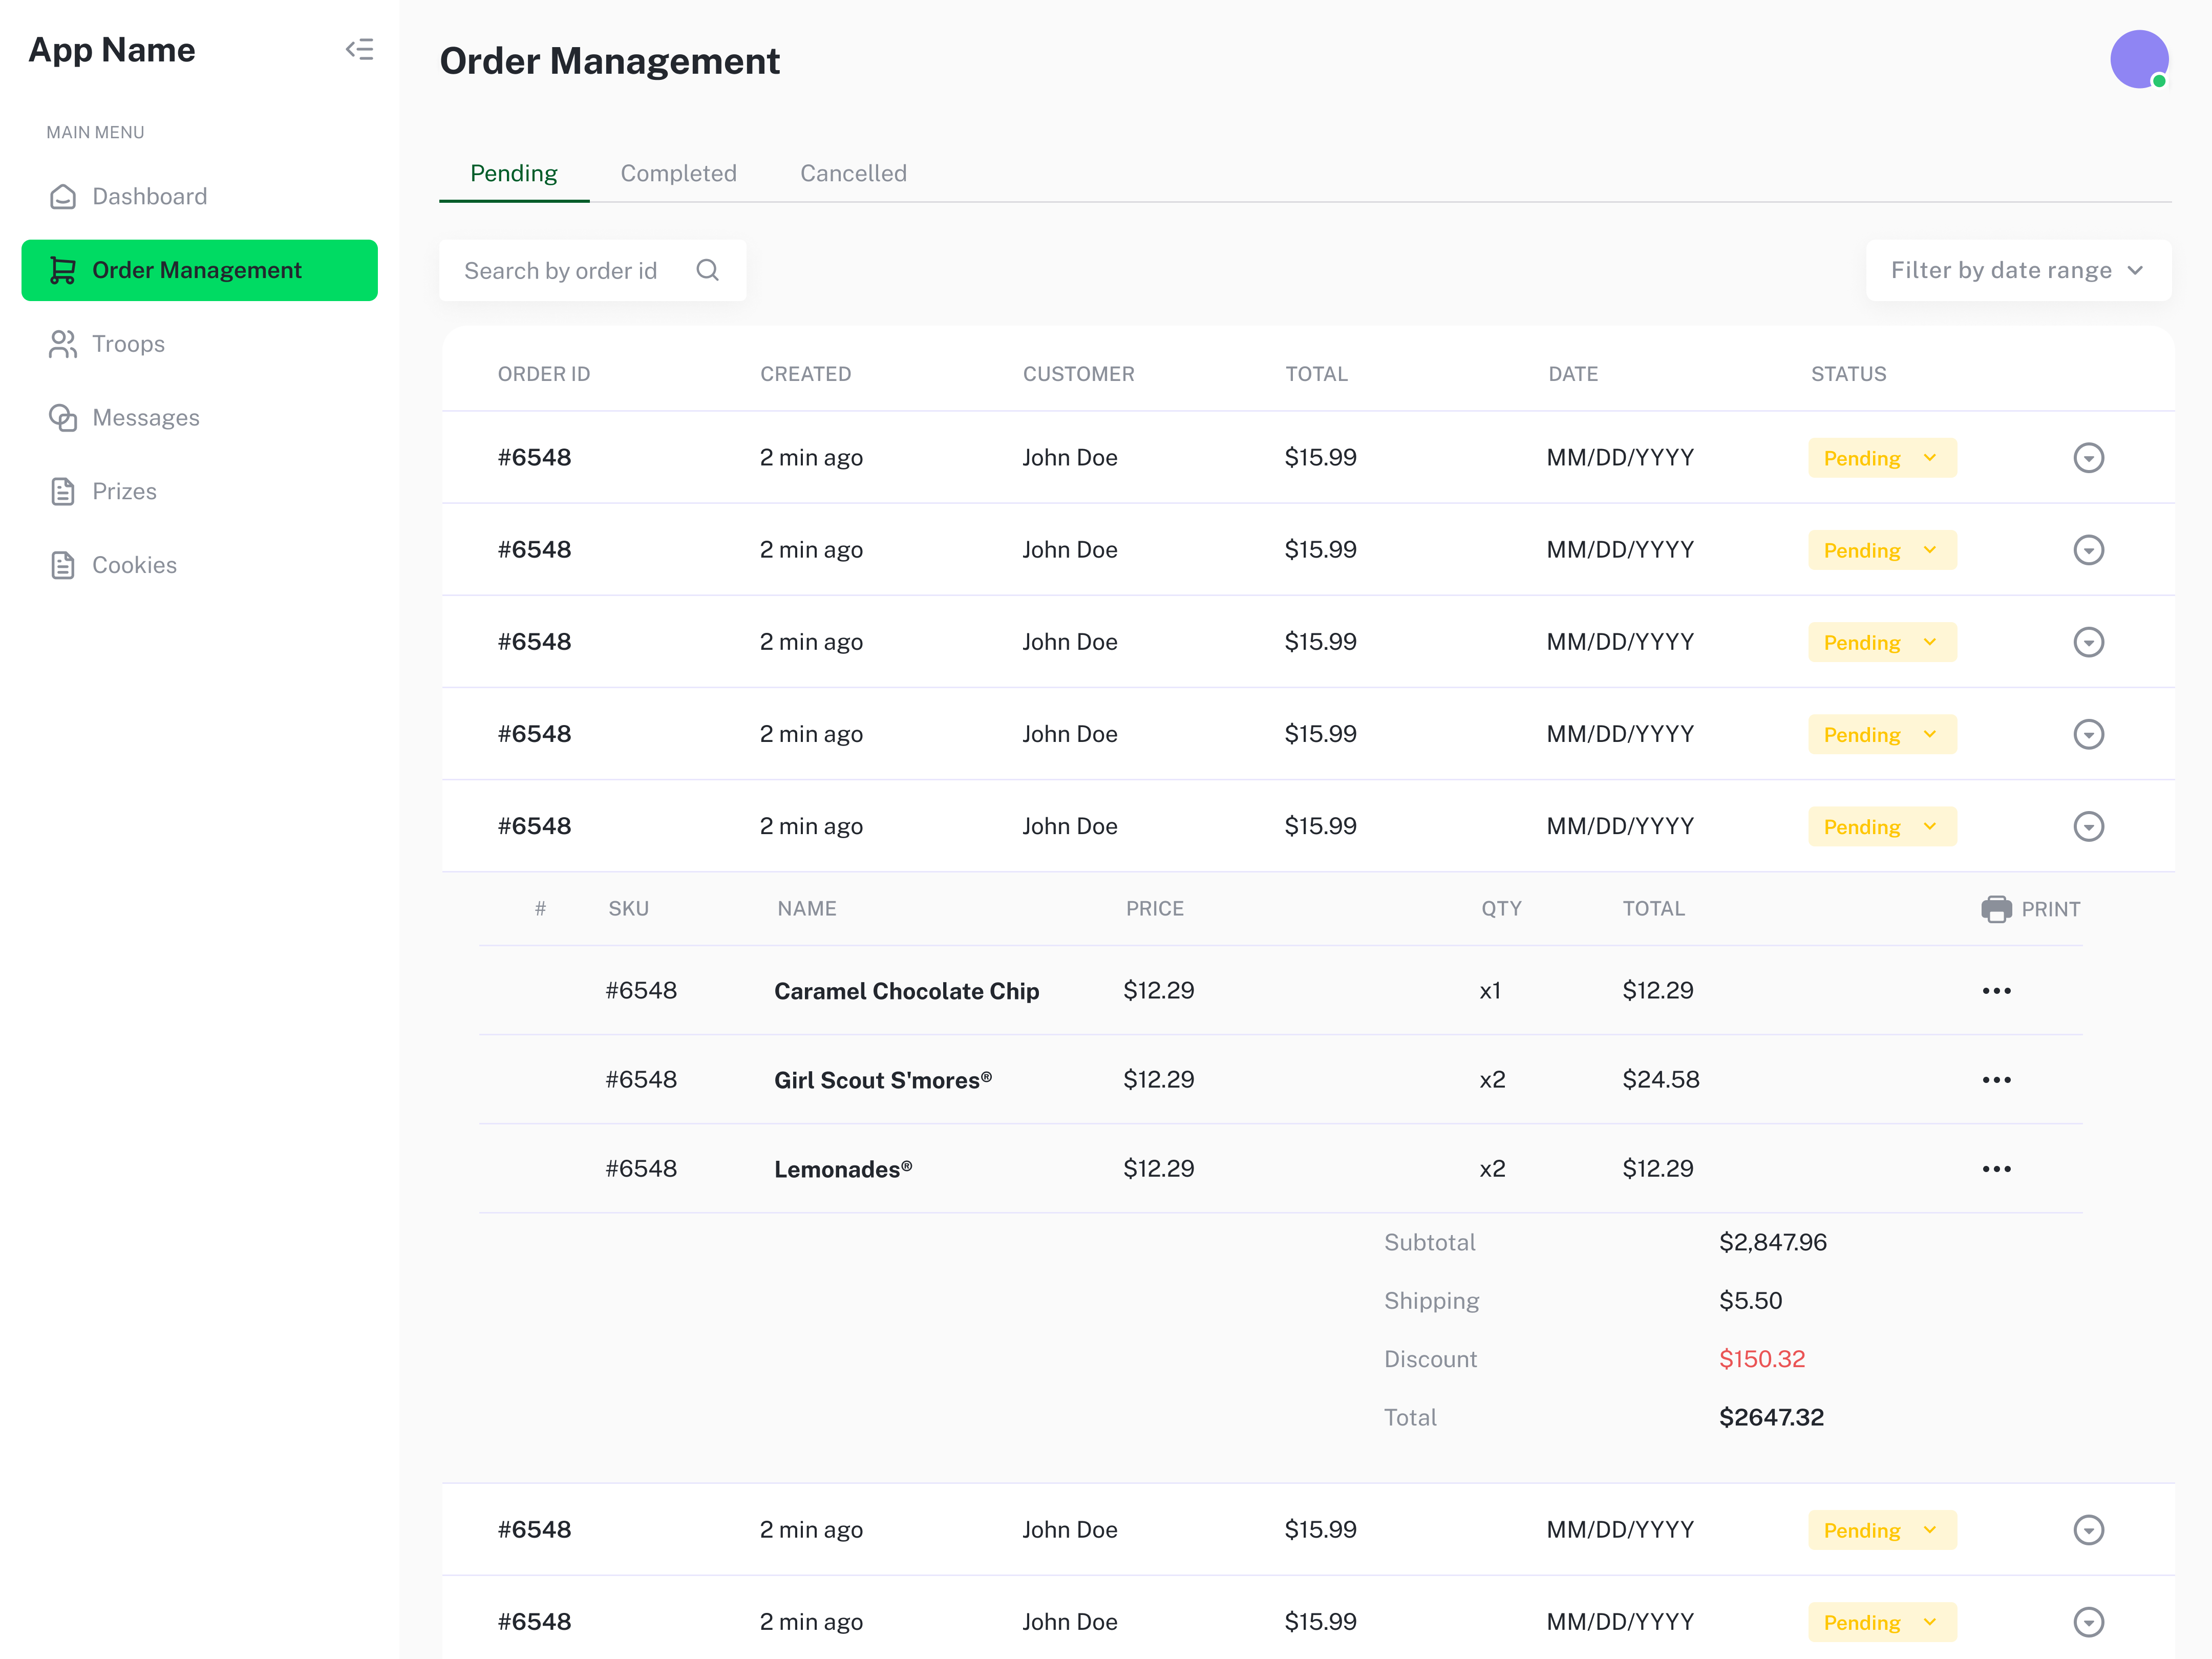 App Name
MAIN MENU
Dashboard
Order Management
Troops
Messages
Prizes
Cookies
Order Management
Pending Completed Cancelled
Search by order id Filter by date range
ORDER ID CREATED CUSTOMER TOTAL DATE STATUS
#6548 2 min ago John Doe $15.99 MM/DD/YYYY Pending
#6548 2 min ago John Doe $15.99 MM/DD/YYYY Pending
#6548 2 min ago John Doe $15.99 MM/DD/YYYY Pending
#6548 2 min ago John Doe $15.99 MM/DD/YYYY Pending
#6548 2 min ago John Doe $15.99 MM/DD/YYYY Pending
# SKU NAME PRICE QTY TOTAL PRINT
#6548 Caramel Chocolate Chip $12.29 x1 $12.29
#6548 Girl Scout S'mores® $12.29 x2 $24.58
#6548 Lemonades® $12.29 x2 $12.29
Subtotal $2,847.96
Shipping $5.50
Discount $150.32
Total $2647.32
#6548 2 min ago John Doe $15.99 MM/DD/YYYY Pending
#6548 2 min ago John Doe $15.99 MM/DD/YYYY Pending